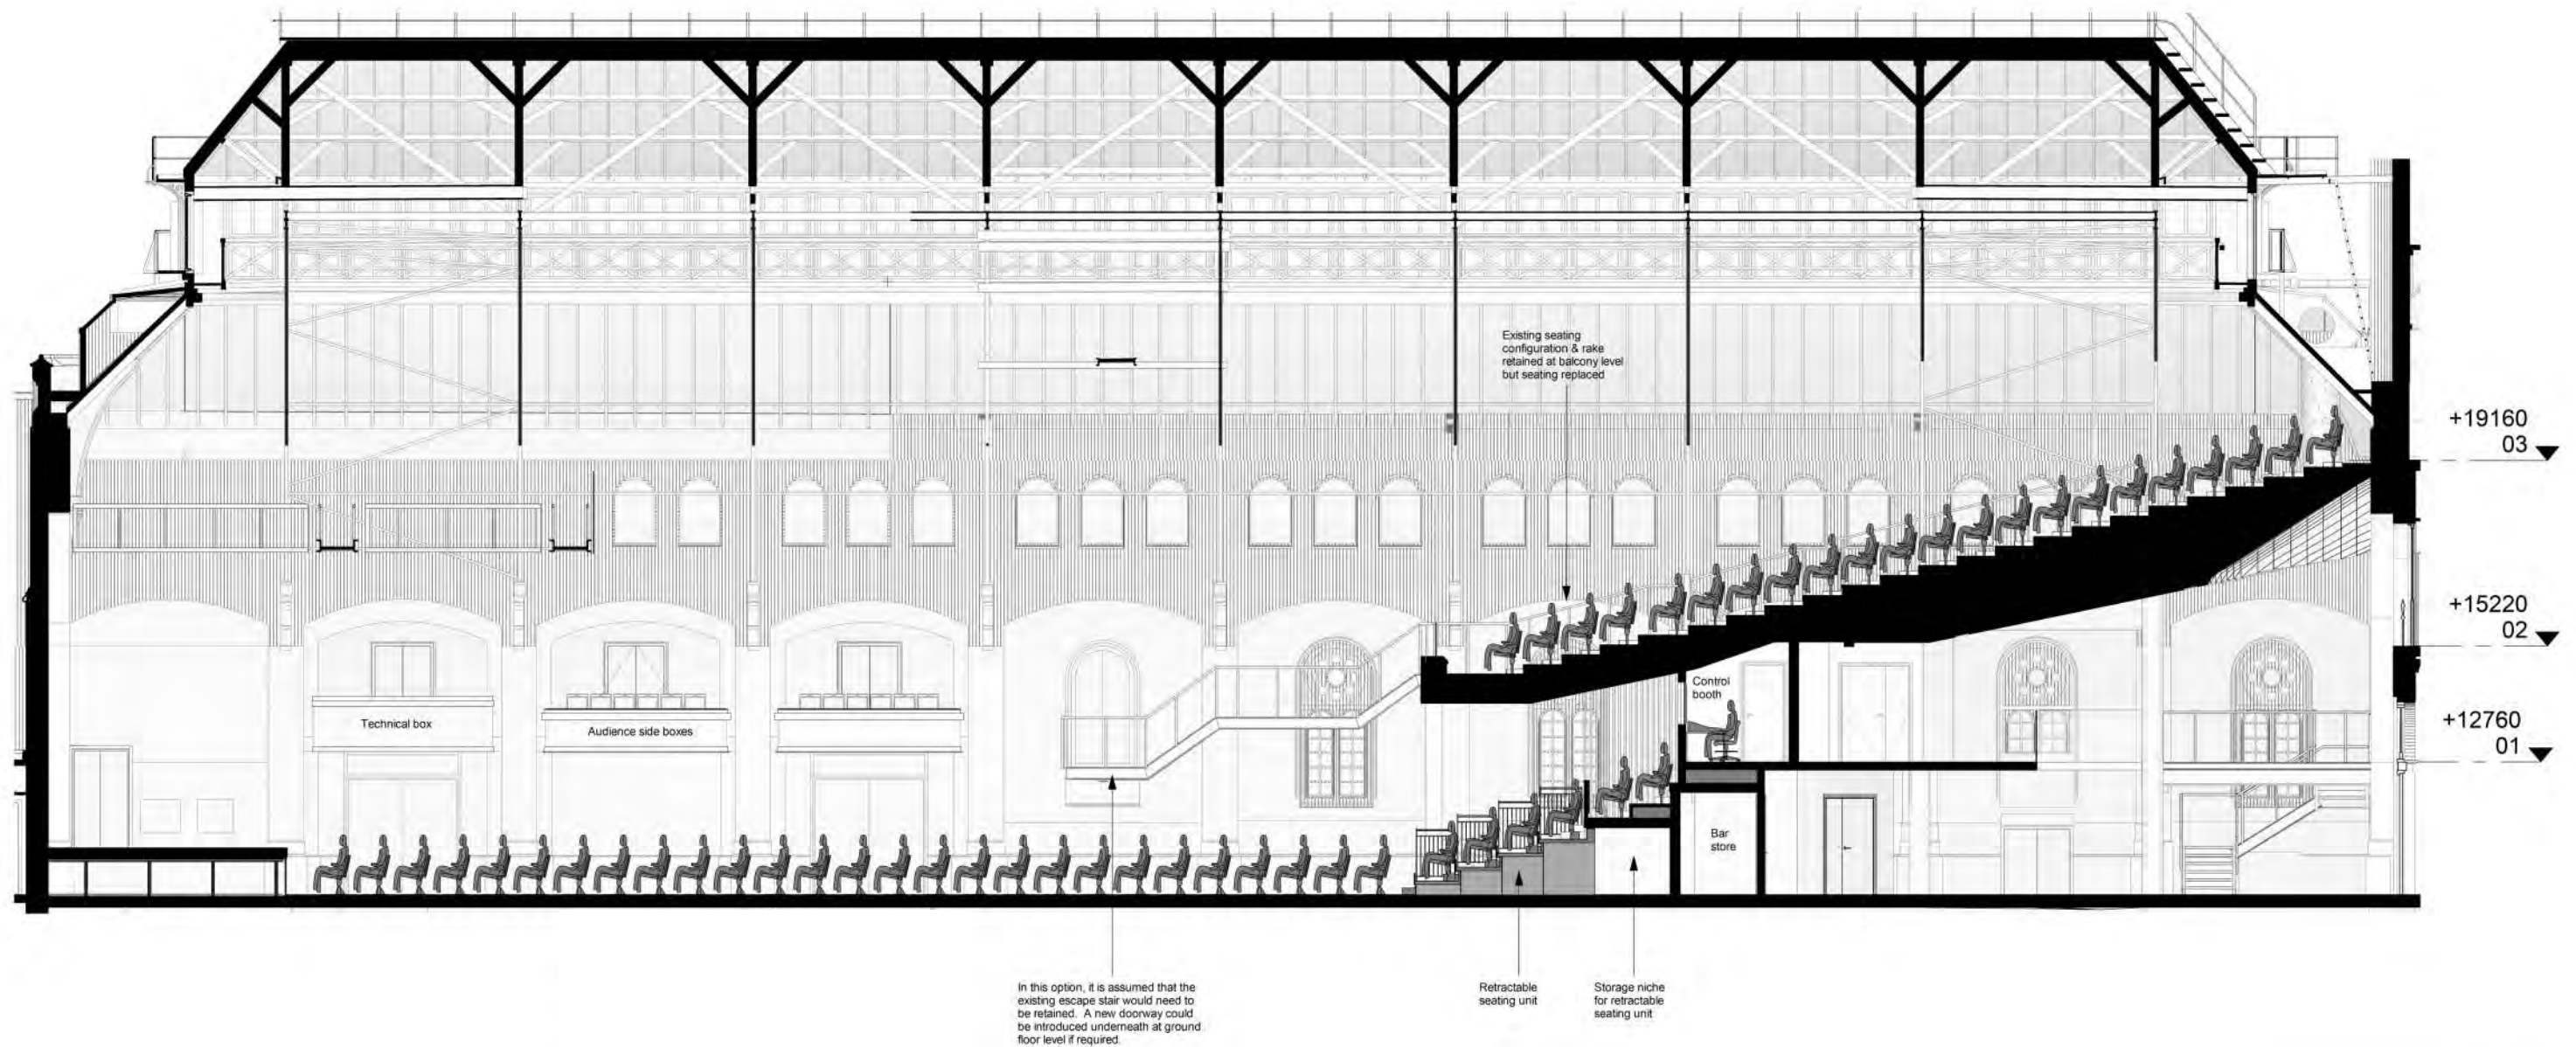 Existing seating
configuration & rake
retained at balcony level
but seating replaced
+19160
03
+15220
02
Control
booth
+12760
01
Technical box
Audience side boxes
Bar
store
In this option, it is assumed that the
existing escape stair would need to
be retained. A new doorway could
be introduced underneath at ground
floor level if required.
Retractable
seating unit
Storage niche
for retractable
seating unit